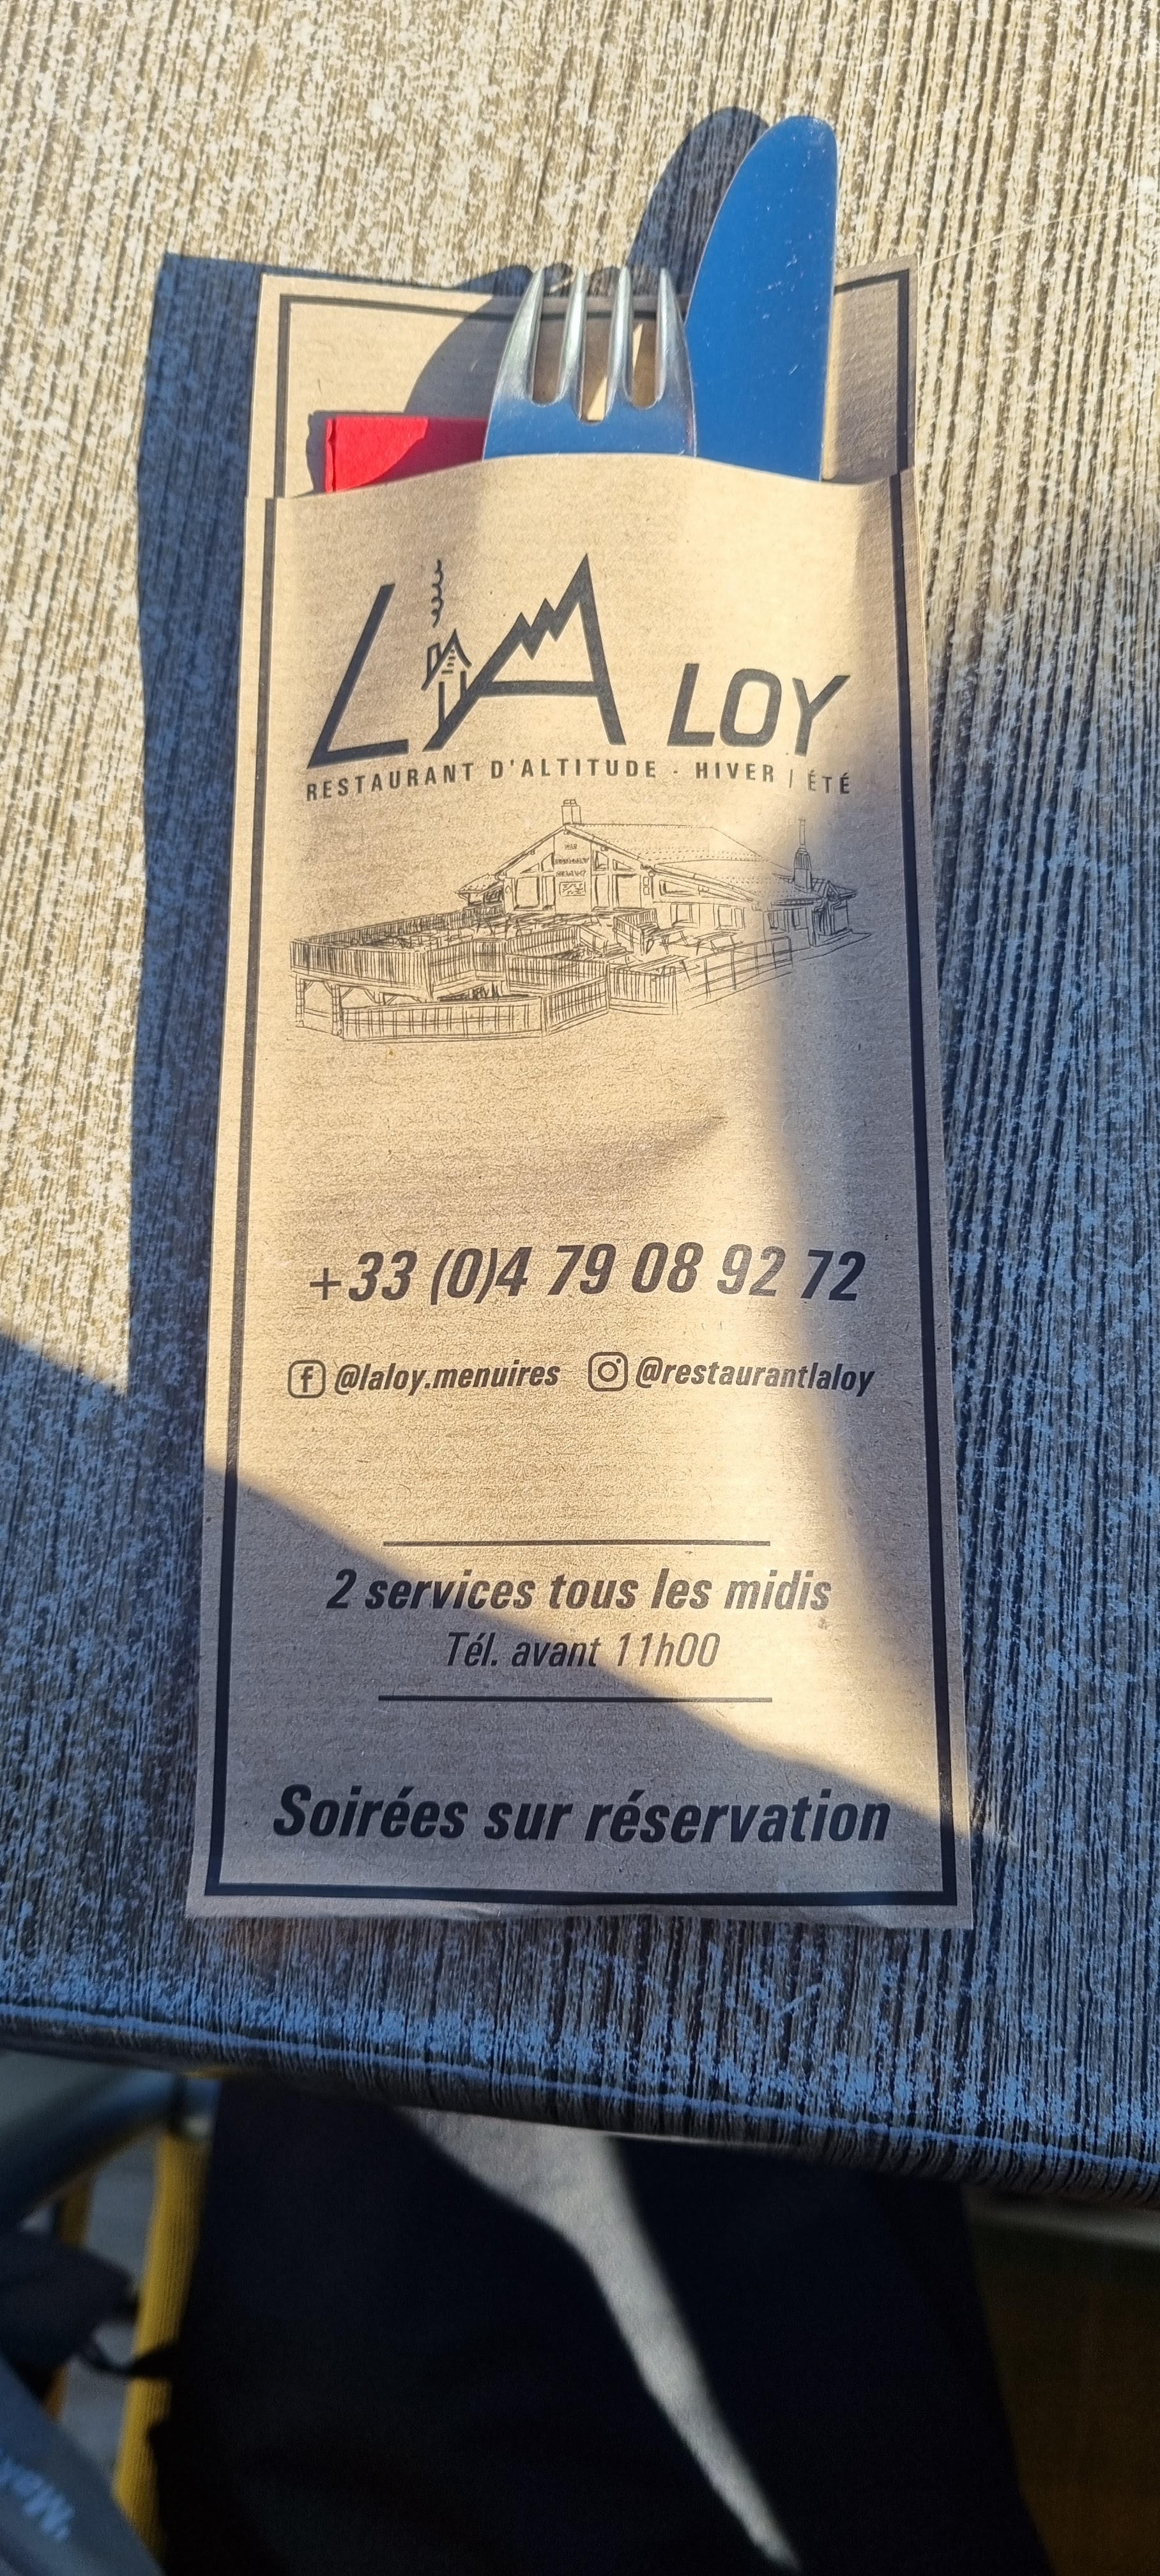 LA LOY
RESTAURANT D'ALTITUDE - HIVER | ÉTÉ
+33 (0)4 79 08 92 72
@laloy.menuires @restaurantlaloy
2 services tous les midis
Tél. avant 11h00
Soirées sur réservation